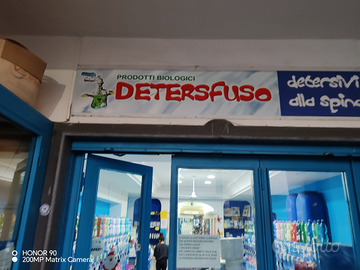 PRODOTTI BIOLOGICI
DETERSFUSO
detersivi
alla spina
HONOR 90
200MP Matrix Camera